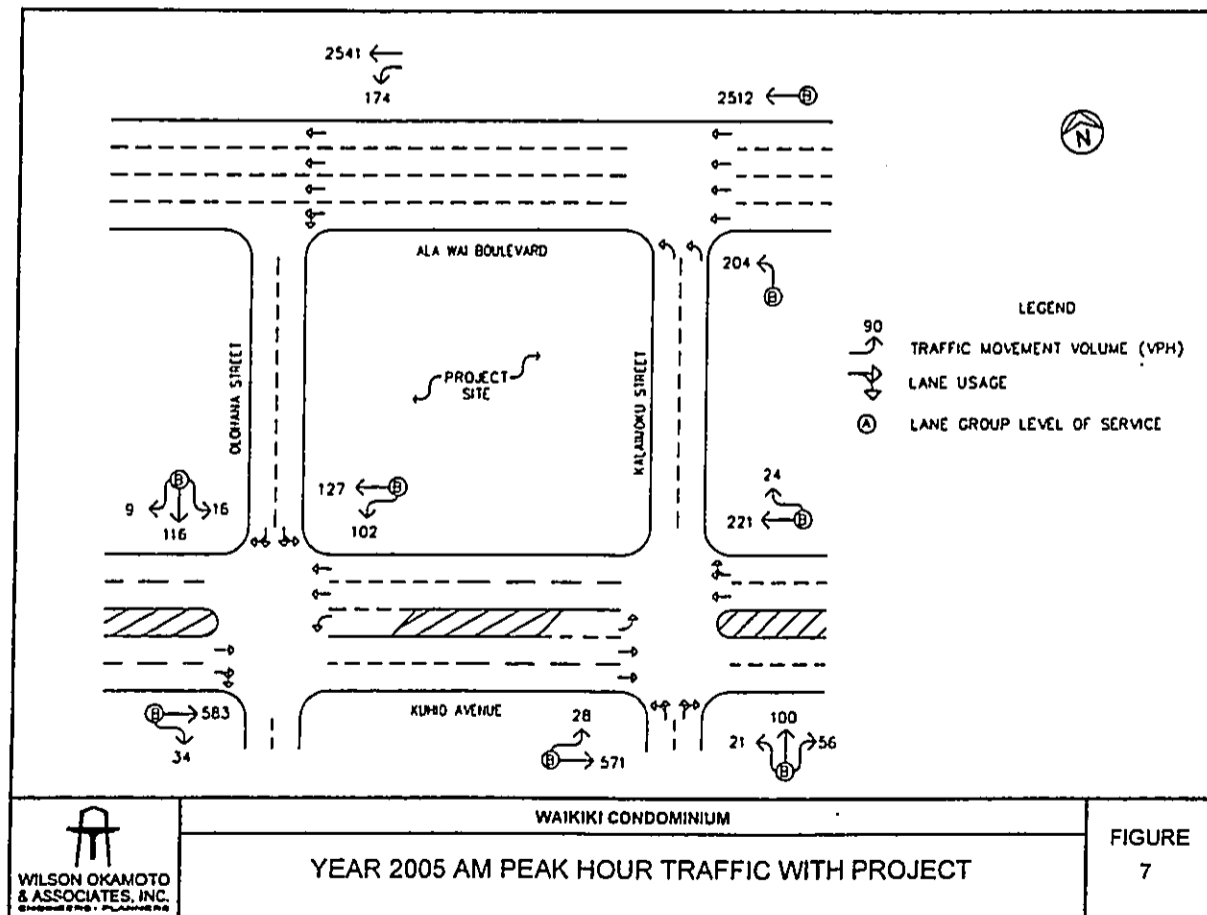 2541
174
2512
N
ALA WAI BOULEVARD
204
B
B
LEGEND
90
TRAFFIC MOVEMENT VOLUME (VPH)
LANE USAGE
A LANE GROUP LEVEL OF SERVICE
OLOHANA STREET
PROJECT
SITE
KALAIMOKU STREET
B
9
16
116
127
B
102
24
221
B
B
583
34
KUHIO AVENUE
28
B
571
100
21
56
B
WILSON OKAMOTO
& ASSOCIATES, INC.
ENGINEERS • PLANNERS
WAIKIKI CONDOMINIUM
YEAR 2005 AM PEAK HOUR TRAFFIC WITH PROJECT
FIGURE
7